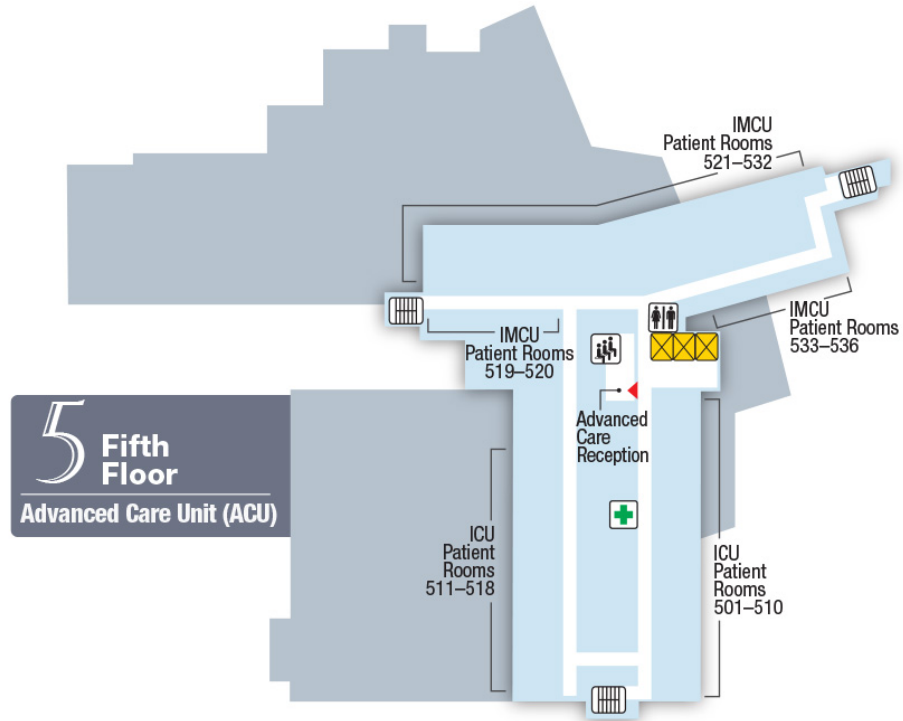 IMCU
Patient Rooms
521–532
IMCU
Patient Rooms
533–536
IMCU
Patient Rooms
519–520
Advanced
Care
Reception
5 Fifth
Floor
Advanced Care Unit (ACU)
ICU
Patient
Rooms
511–518
ICU
Patient
Rooms
501–510